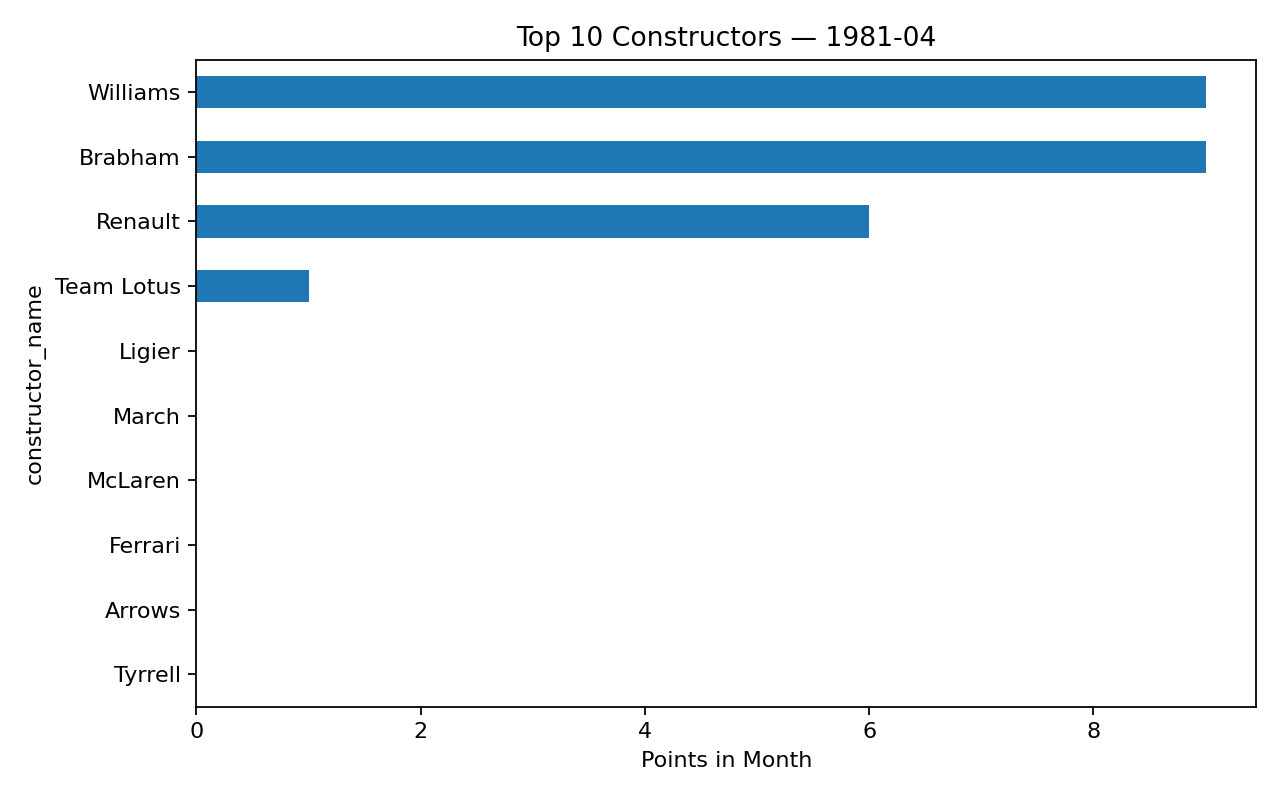 Top 10 Constructors — 1981-04
constructor_name
Williams
Brabham
Renault
Team Lotus
Ligier
March
McLaren
Ferrari
Arrows
Tyrrell
0 2 4 6 8
Points in Month